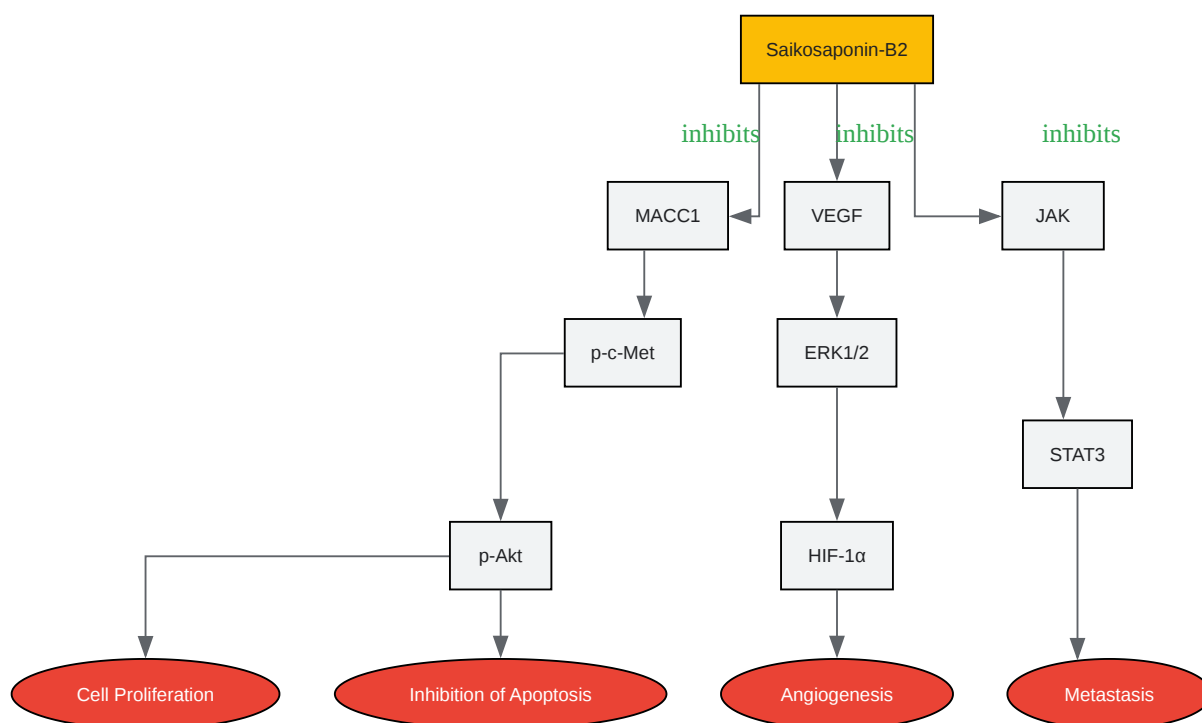 Saikosaponin-B2
inhibits
inhibits
inhibits
MACC1
VEGF
JAK
p-c-Met
ERK1/2
STAT3
p-Akt
HIF-1α
Cell Proliferation
Inhibition of Apoptosis
Angiogenesis
Metastasis